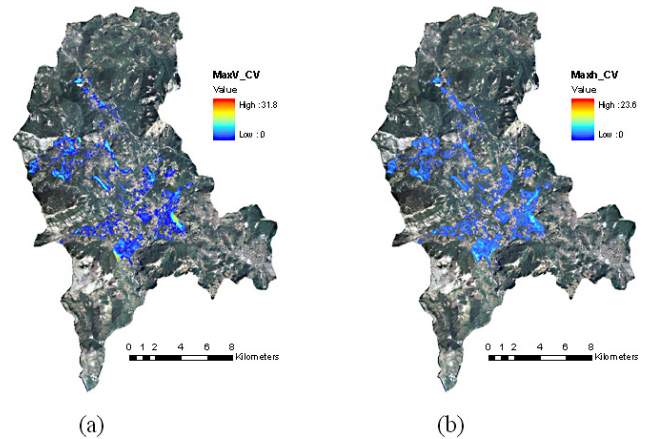 MaxV_CV
Value
High : 31.8
Low : 0
0 1 2 4 6 8
Kilometers
(a)
Maxh_CV
Value
High : 23.6
Low : 0
0 1 2 4 6 8
Kilometers
(b)